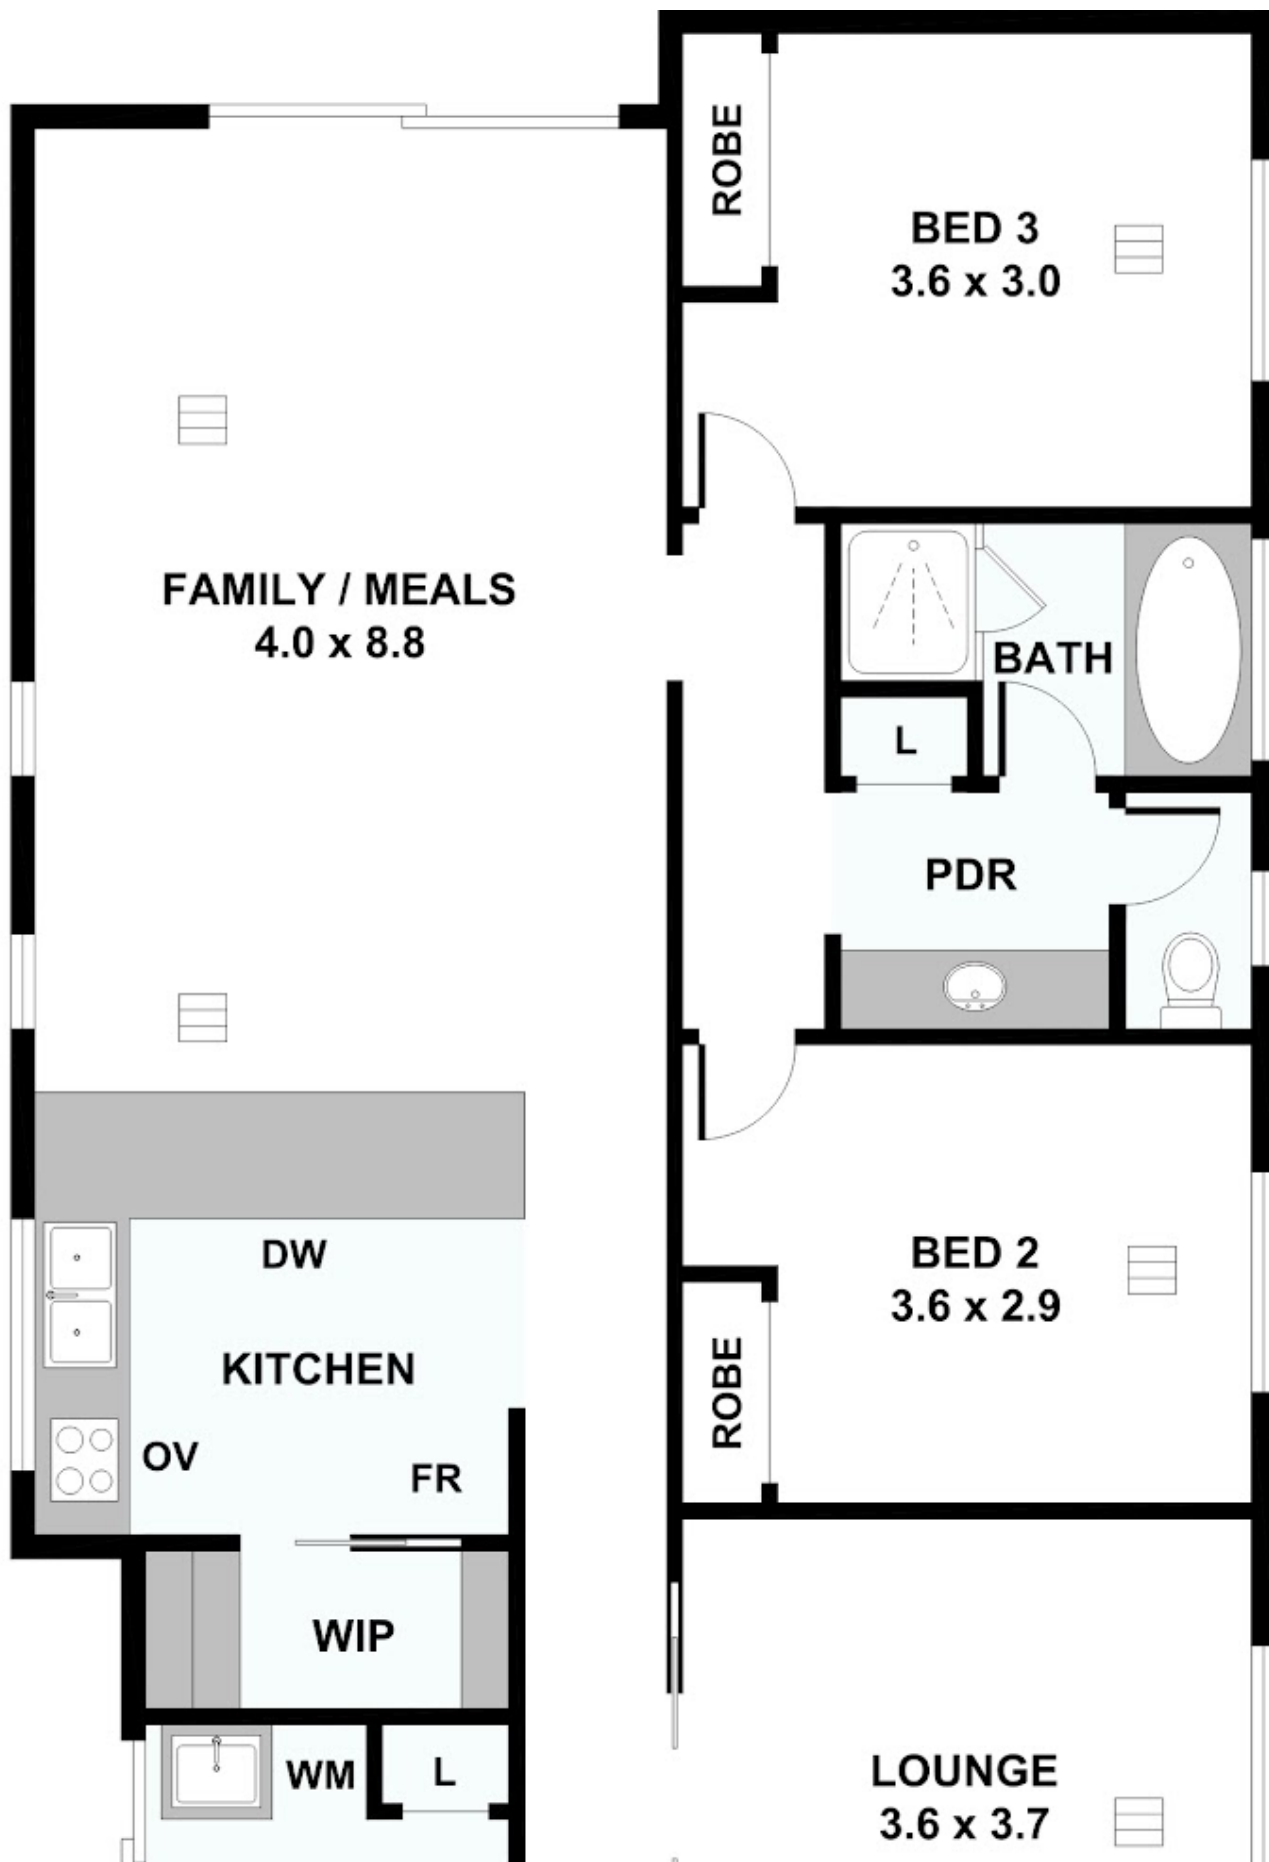 ROBE
BED 3
3.6 x 3.0
FAMILY / MEALS
4.0 x 8.8
BATH
L
PDR
DW
KITCHEN
OV
FR
BED 2
3.6 x 2.9
ROBE
WIP
WM
L
LOUNGE
3.6 x 3.7